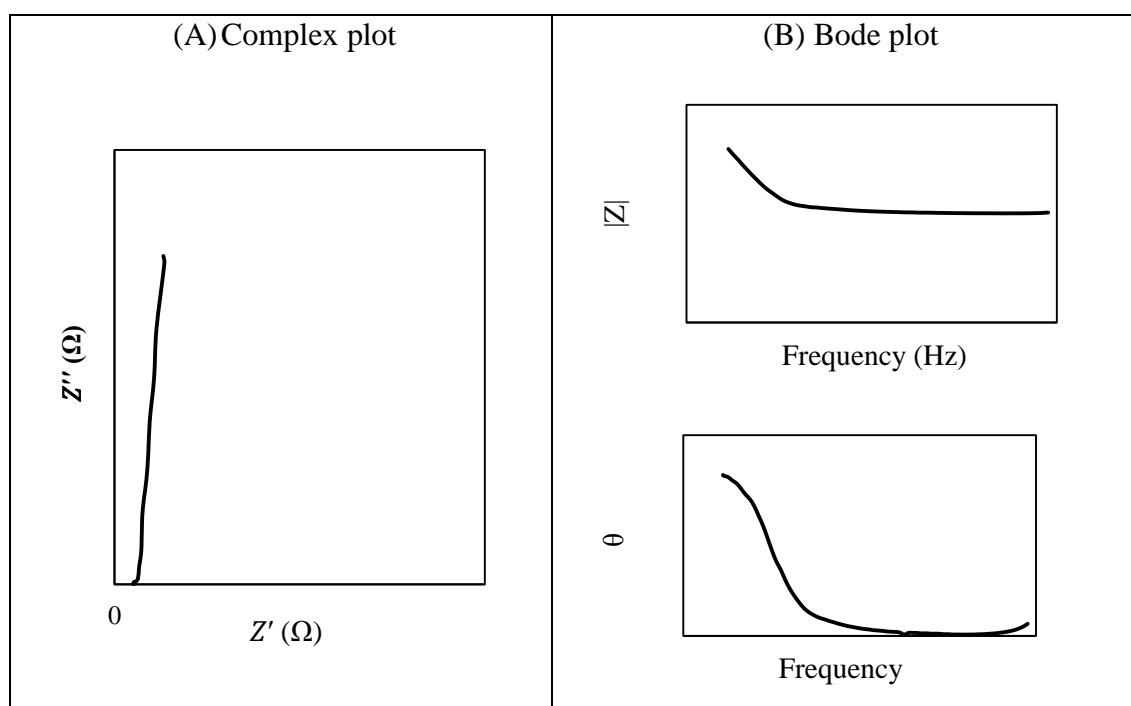 (A) Complex plot
Z'' (Ω)
0
Z' (Ω)
(B) Bode plot
|Z|
Frequency (Hz)
θ
Frequency